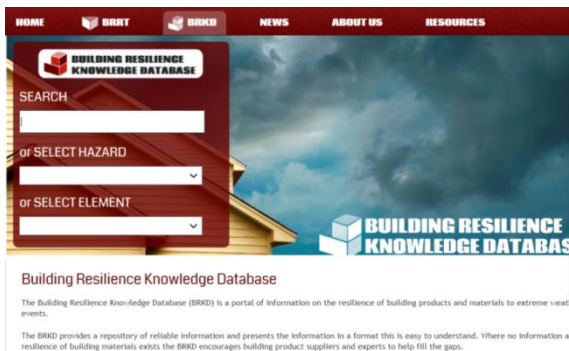 HOME BRRT BRKD NEWS ABOUT US RESOURCES
BUILDING RESILIENCE
KNOWLEDGE DATABASE
SEARCH
or SELECT HAZARD
or SELECT ELEMENT
BUILDING RESILIENCE
KNOWLEDGE DATABAS
Building Resilience Knowledge Database
The Building Resilience Knowledge Database (BRKD) is a portal of information on the resilience of building products and materials to extreme weat
events.
The BRKD provides a repository of reliable information and presents the information in a format this is easy to understand. Where no information a
resilience of building materials exists the BRKD encourages building product suppliers and experts to help fill the gaps.